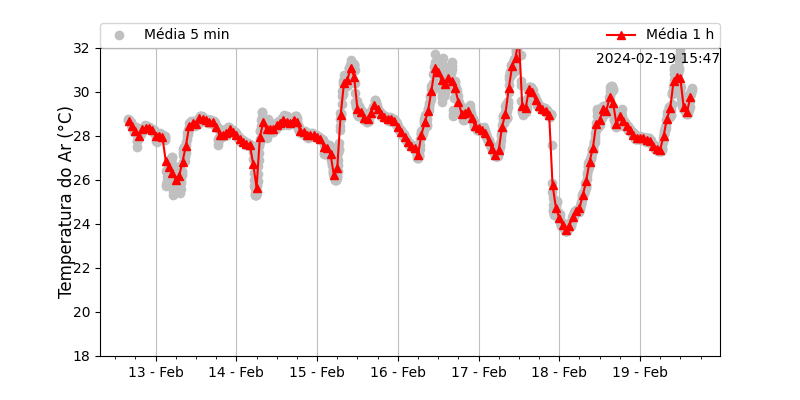 Média 5 min
Média 1 h
2024-02-19 15:47
Temperatura do Ar (°C)
32
30
28
26
24
22
20
18
13 - Feb
14 - Feb
15 - Feb
16 - Feb
17 - Feb
18 - Feb
19 - Feb